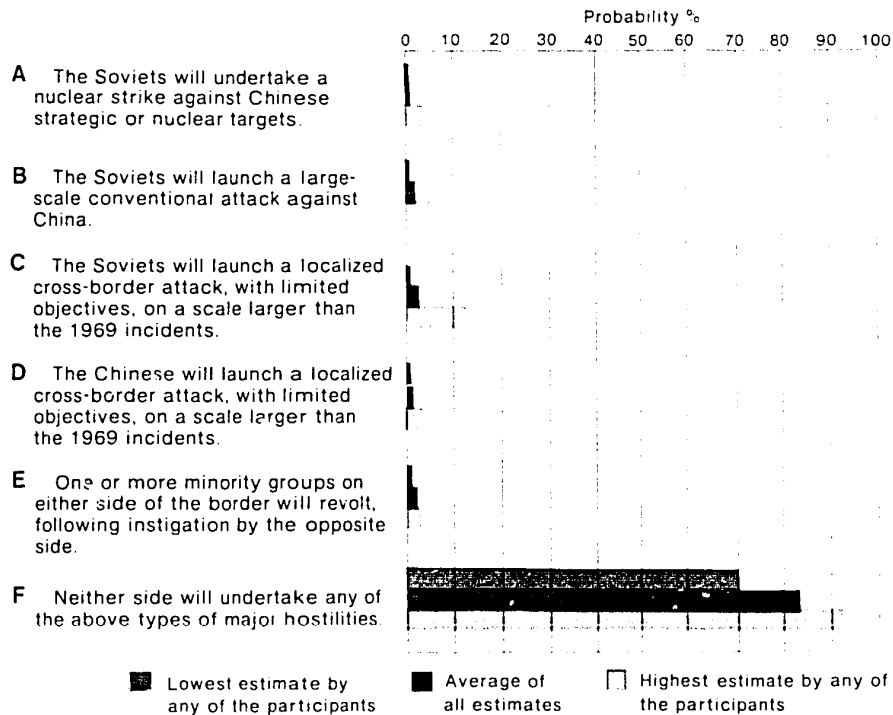 Probability %
0 10 20 30 40 50 60 70 80 90 100
A The Soviets will undertake a
nuclear strike against Chinese
strategic or nuclear targets.
B The Soviets will launch a large-
scale conventional attack against
China.
C The Soviets will launch a localized
cross-border attack, with limited
objectives, on a scale larger than
the 1969 incidents.
D The Chinese will launch a localized
cross-border attack, with limited
objectives, on a scale larger than
the 1969 incidents.
E One or more minority groups on
either side of the border will revolt,
following instigation by the opposite
side.
F Neither side will undertake any of
the above types of major hostilities.
Lowest estimate by
any of the participants
Average of
all estimates
Highest estimate by any of
the participants